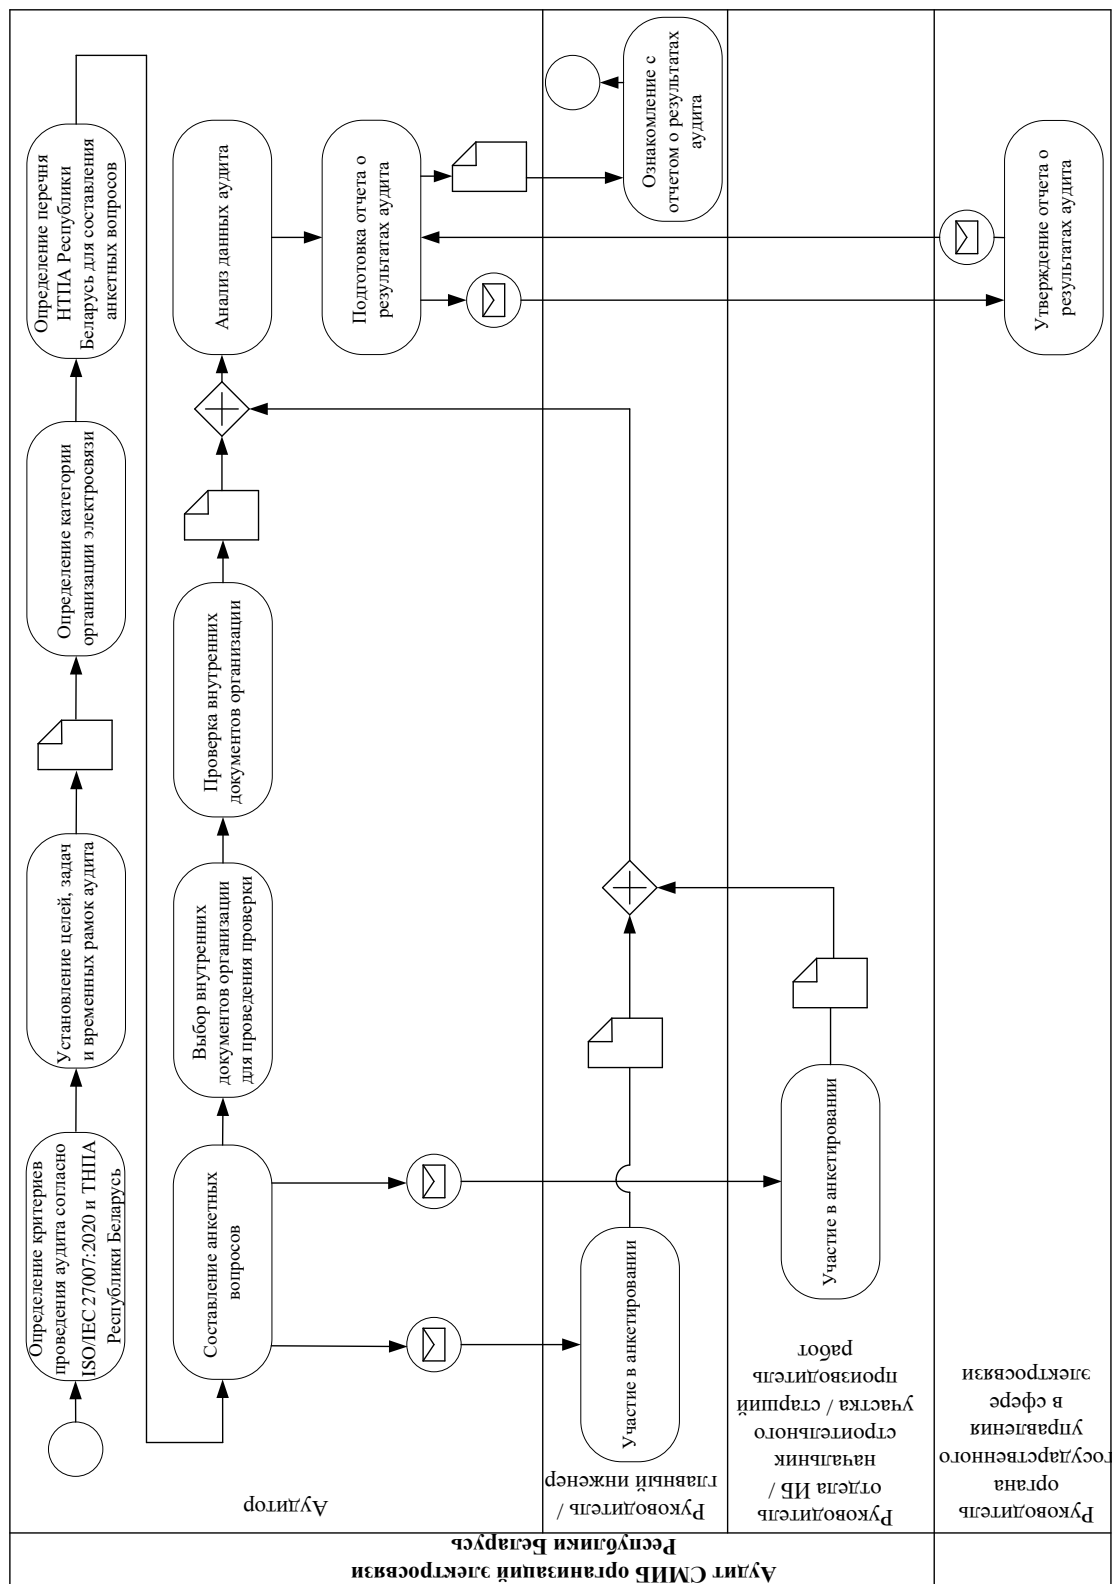 Аудит СМИБ организаций электросвязи
Республики Беларусь
Аудитор
Определение критериев
проведения аудита согласно
ISO/IEC 27007:2020 и ТНПА
Республики Беларусь
Установление целей, задач
и временных рамок аудита
Определение категории
организации электросвязи
Определение перечня
НТПА Республики
Беларусь для составления
анкетных вопросов
Составление анкетных
вопросов
Выбор внутренних
документов организации
для проведения проверки
Проверка внутренних
документов организации
Анализ данных аудита
Подготовка отчета о
результатах аудита
Руководитель /
главный инженер
Участие в анкетировании
Ознакомление с
отчетом о результатах
аудита
Руководитель
отдела ИБ /
начальник
строительного
участка / старший
производитель
работ
Участие в анкетировании
Руководитель
органа
государственного
управления
в сфере
электросвязи
Утверждение отчета о
результатах аудита